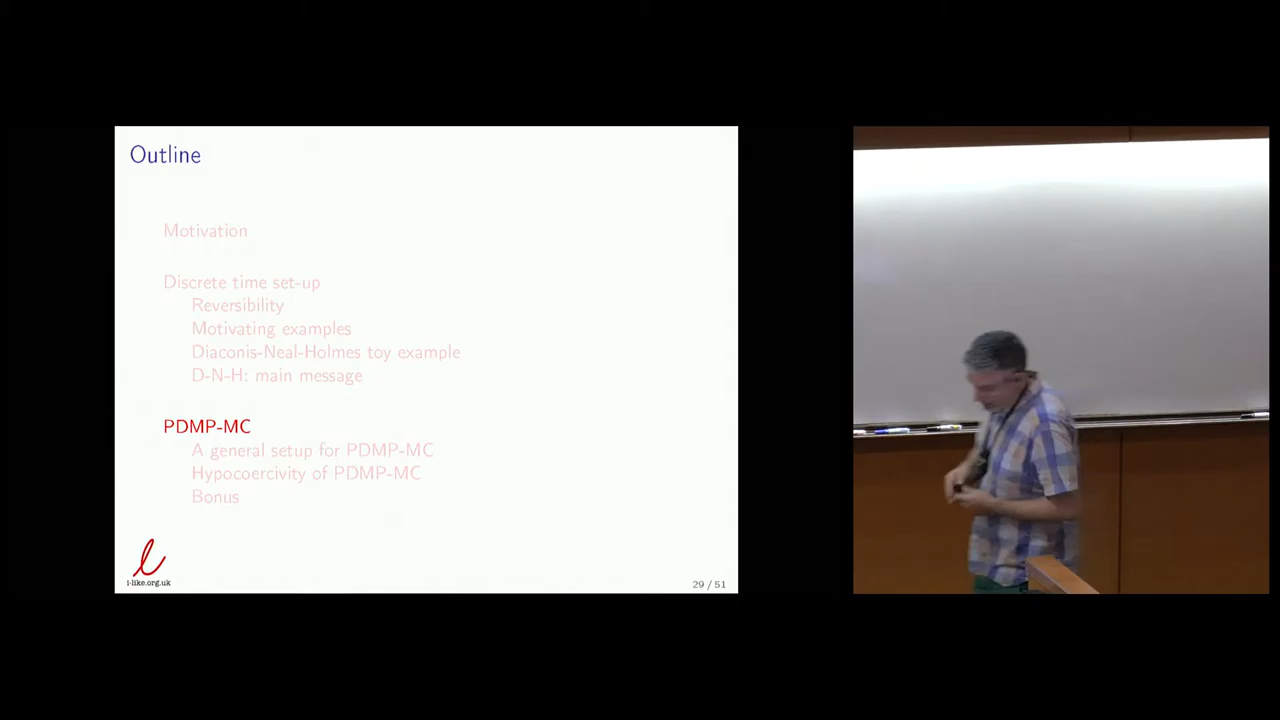 Outline
Motivation
Discrete time set-up
Reversibility
Motivating examples
Diaconis-Neal-Holmes toy example
D-N-H: main message
PDMP-MC
A general setup for PDMP-MC
Hypocoercivity of PDMP-MC
Bonus
i-like.org.uk
29 / 51